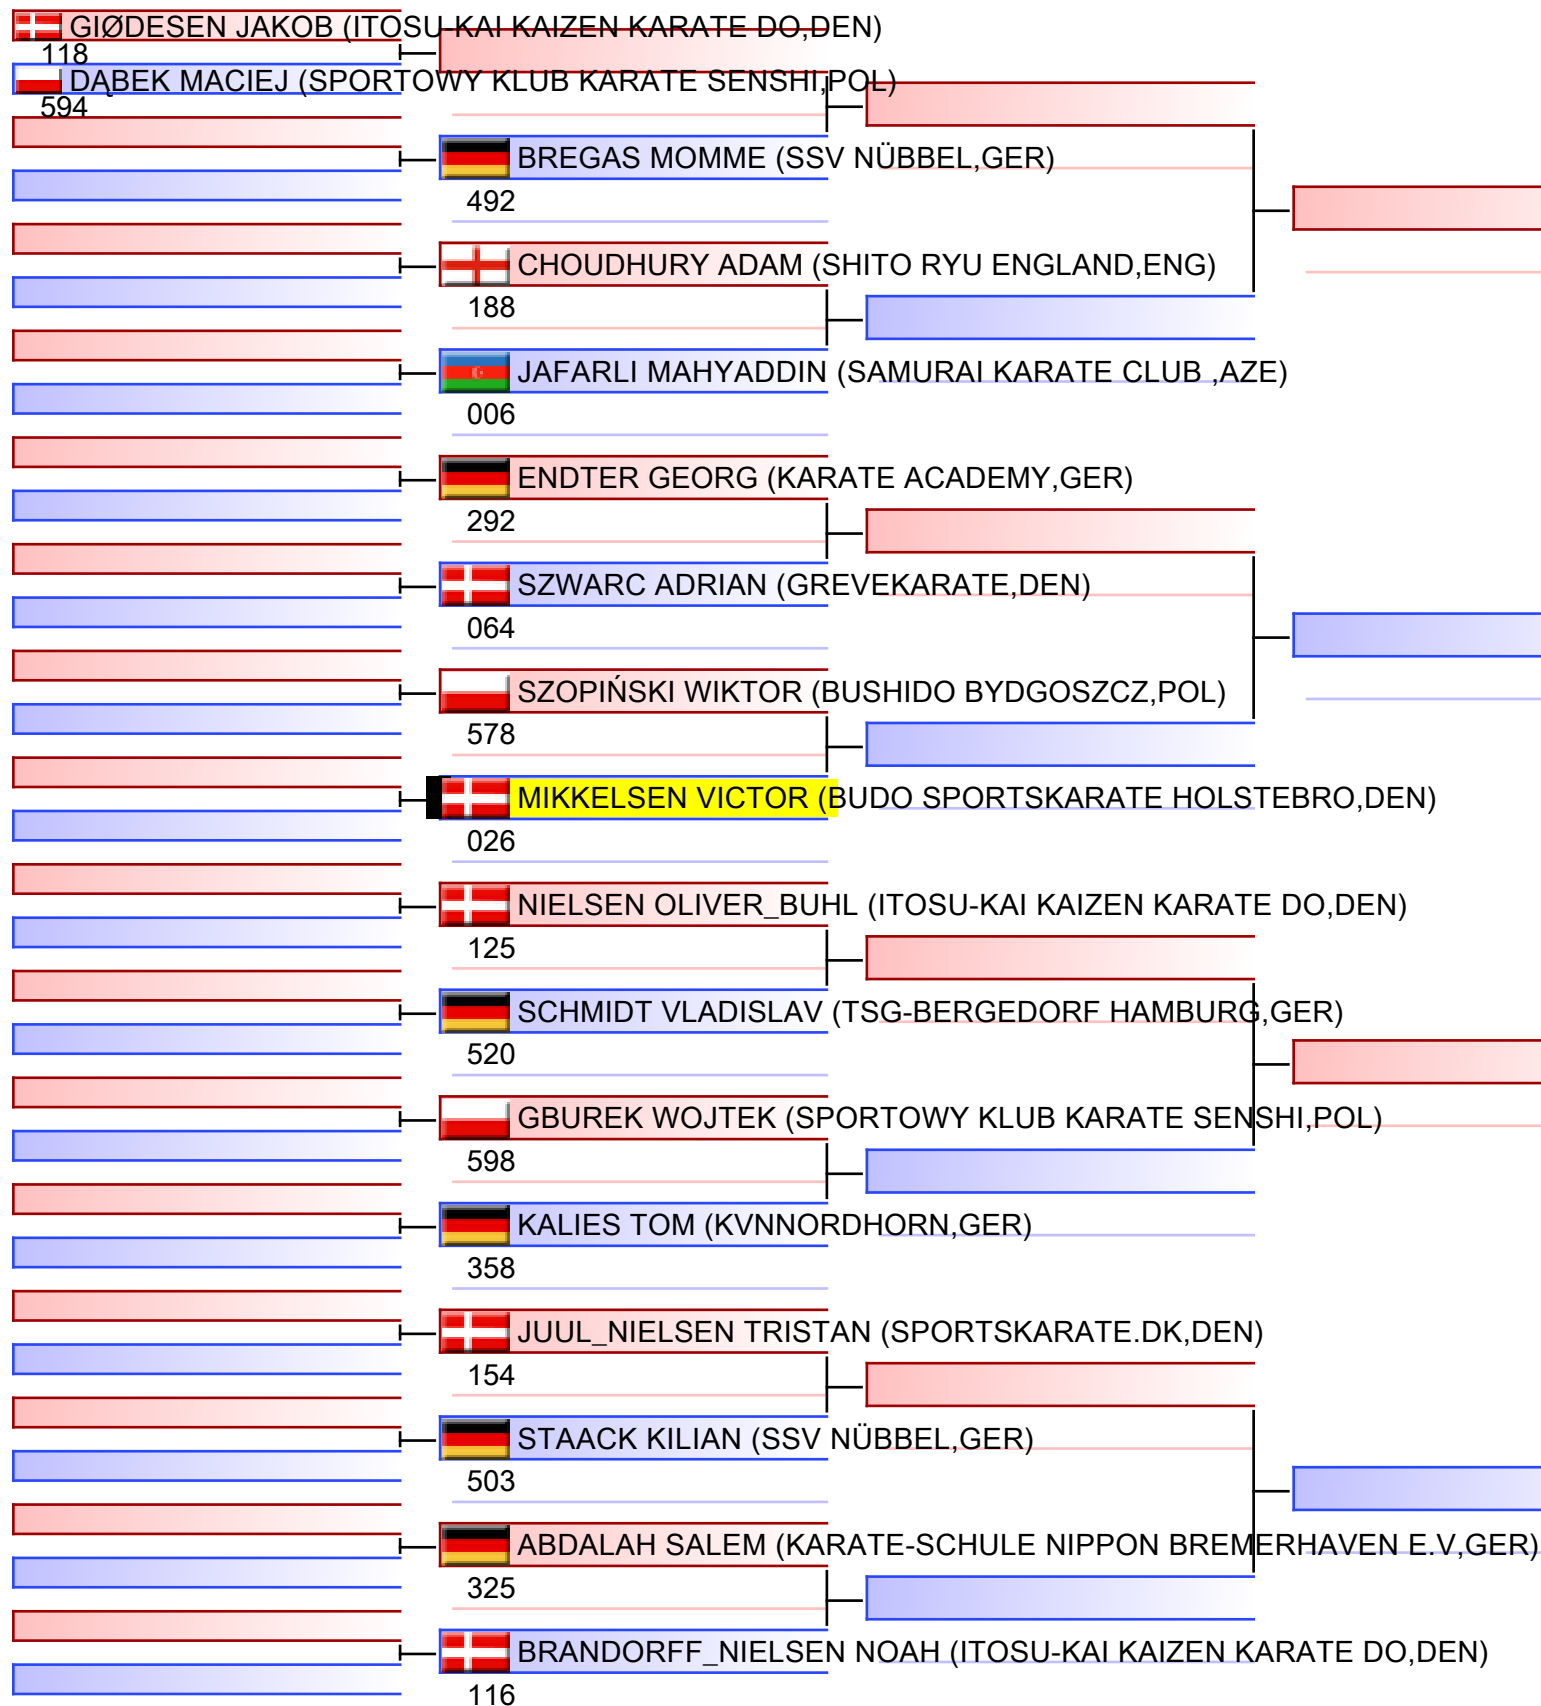 GIØDESEN JAKOB (ITOSU-KAI KAIZEN KARATE DO,DEN)
118
DĄBEK MACIEJ (SPORTOWY KLUB KARATE SENSHI,POL)
594
BREGAS MOMME (SSV NÜBBEL,GER)
492
CHOUDHURY ADAM (SHITO RYU ENGLAND,ENG)
188
JAFARLI MAHYADDIN (SAMURAI KARATE CLUB ,AZE)
006
ENDTER GEORG (KARATE ACADEMY,GER)
292
SZWARC ADRIAN (GREVEKARATE,DEN)
064
SZOPIŃSKI WIKTOR (BUSHIDO BYDGOSZCZ,POL)
578
MIKKELSEN VICTOR (BUDO SPORTSKARATE HOLSTEBRO,DEN)
026
NIELSEN OLIVER_BUHL (ITOSU-KAI KAIZEN KARATE DO,DEN)
125
SCHMIDT VLADISLAV (TSG-BERGEDORF HAMBURG,GER)
520
GBUREK WOJTEK (SPORTOWY KLUB KARATE SENSHI,POL)
598
KALIES TOM (KVNNORDHORN,GER)
358
JUUL_NIELSEN TRISTAN (SPORTSKARATE.DK,DEN)
154
STAACK KILIAN (SSV NÜBBEL,GER)
503
ABDALAH SALEM (KARATE-SCHULE NIPPON BREMERHAVEN E.V,GER)
325
BRANDORFF_NIELSEN NOAH (ITOSU-KAI KAIZEN KARATE DO,DEN)
116